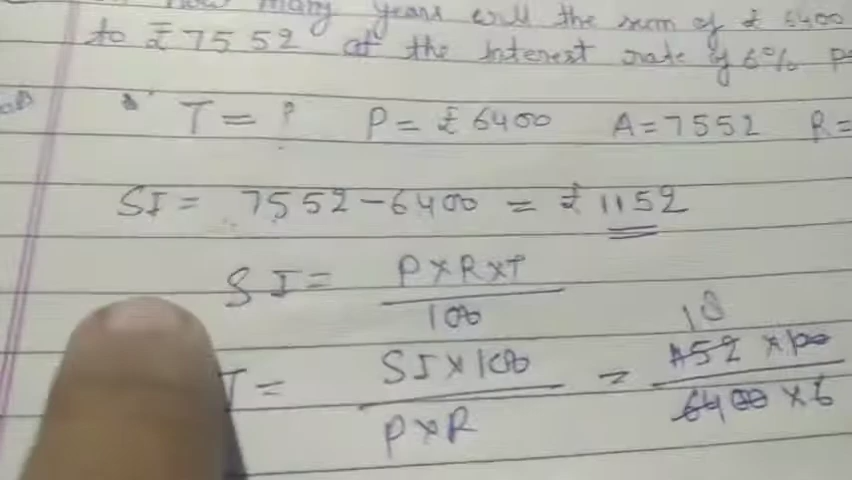 many years will the sum of ₹ 6400
to ₹7552 at the interest rate of 6%
T = ? P = ₹ 6400 A = 7552 R =
SI = 7552 - 6400 = ₹ 1152
SI = P×R×T / 100
18
T = SI×100 / P×R = 1152 ×100 / 6400 ×6